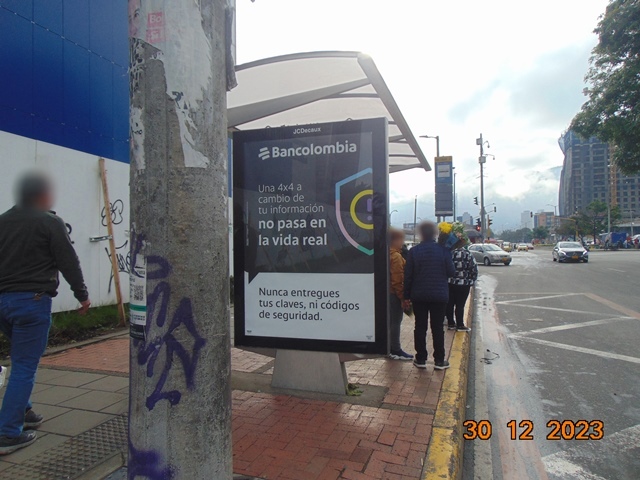 JCDecaux
Bancolombia
Una 4x4 a
cambio de
tu información
no pasa en
la vida real
Nunca entregues
tus claves, ni códigos
de seguridad.
30 12 2023